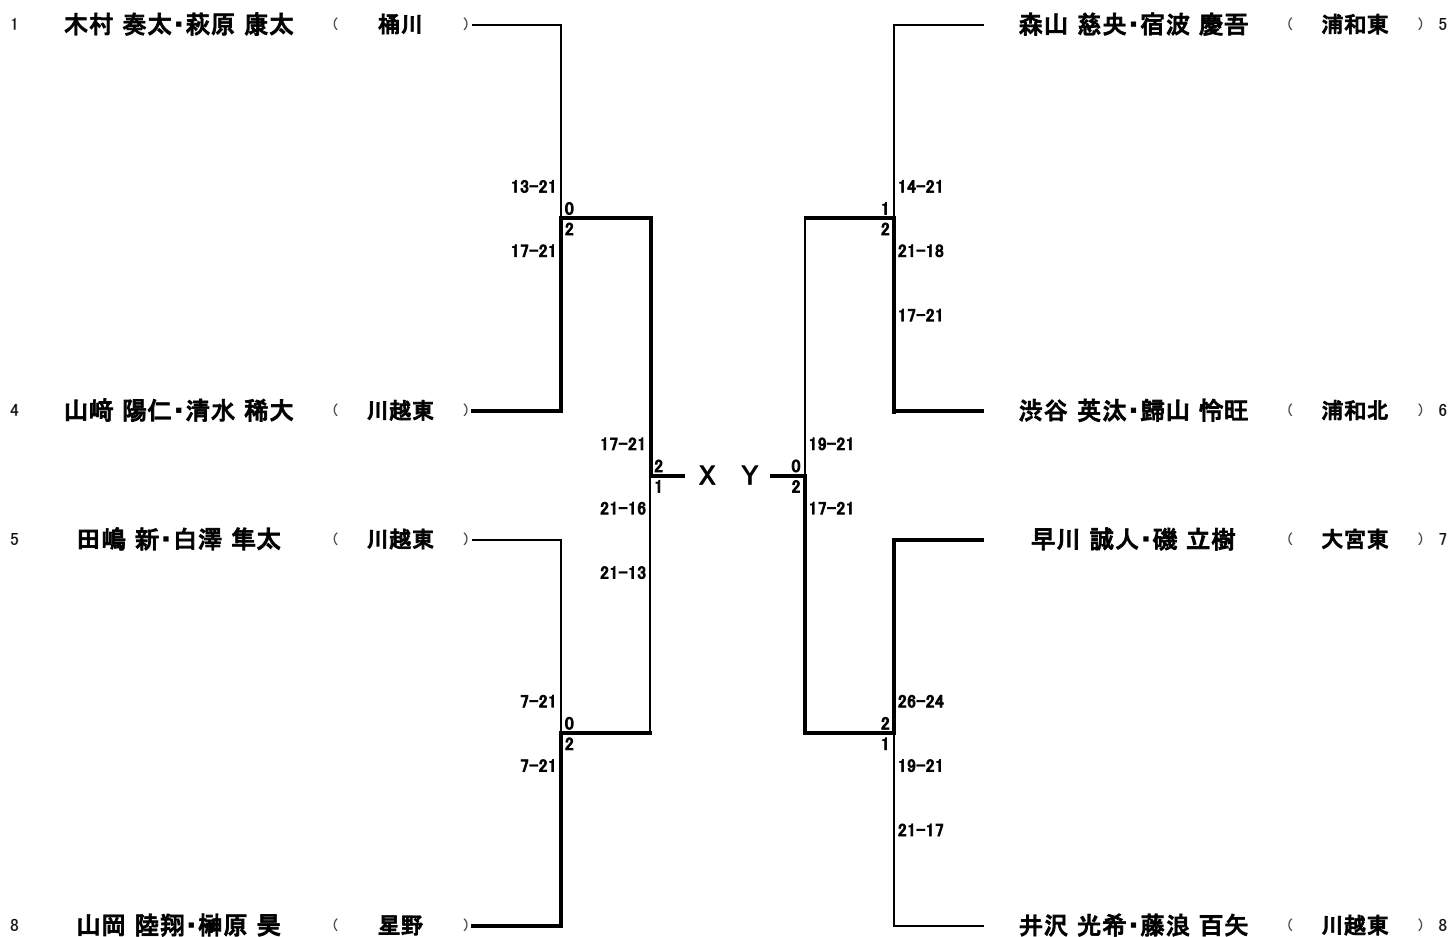 1 木村 奏太・萩原 康太 ( 桶川 ) 森山 慈央・宿波 慶吾 ( 浦和東 ) 5
13-21 14-21
0 1
2 2
17-21 21-18
17-21
4 山﨑 陽仁・清水 稀大 ( 川越東 ) 渋谷 英汰・歸山 怜旺 ( 浦和北 ) 6
17-21 19-21
2 X Y 0
1 2
21-16 17-21
5 田嶋 新・白澤 隼太 ( 川越東 ) 早川 誠人・磯 立樹 ( 大宮東 ) 7
21-13
7-21 26-24
0 2
2 1
7-21 19-21
21-17
8 山岡 陸翔・榊原 昊 ( 星野 ) 井沢 光希・藤浪 百矢 ( 川越東 ) 8